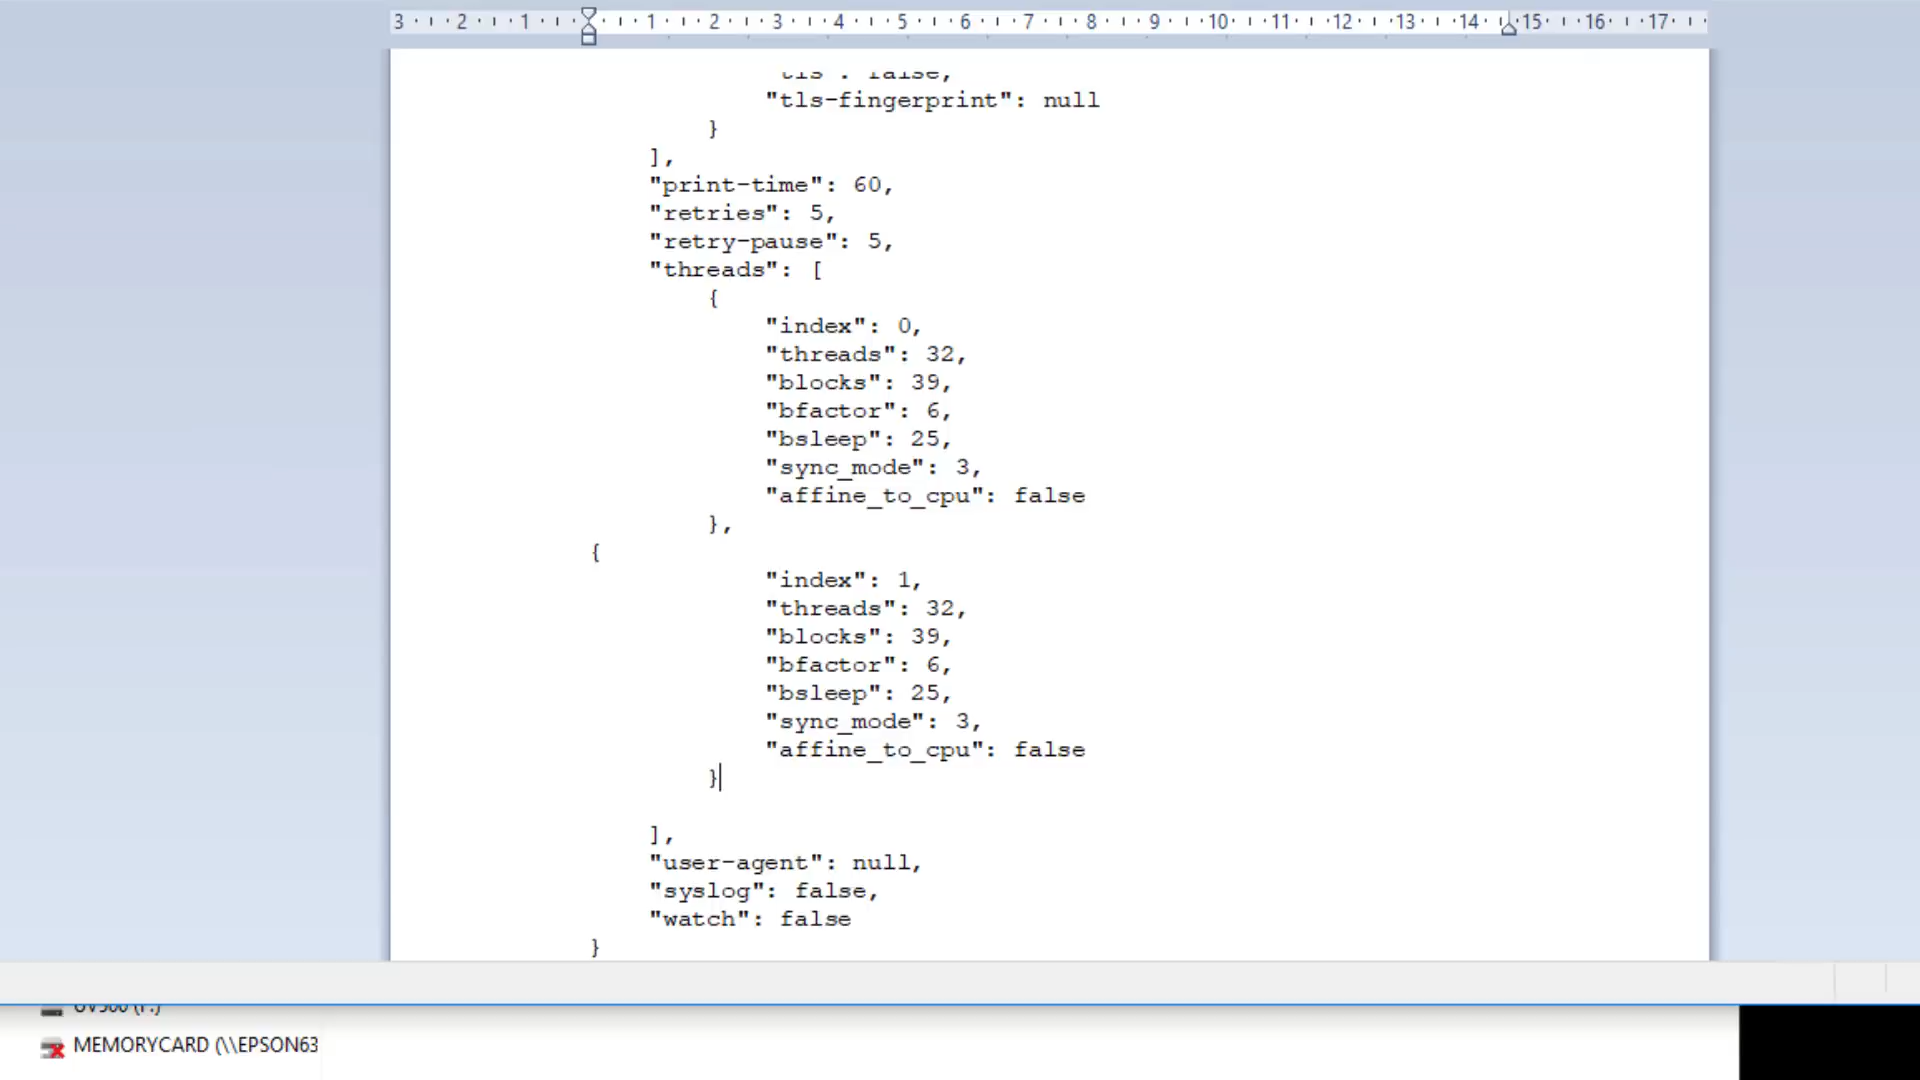 3 2 1 1 2 3 4 5 6 7 8 9 10 11 12 13 14 15 16 17
"tls": false,
"tls-fingerprint": null
}
],
"print-time": 60,
"retries": 5,
"retry-pause": 5,
"threads": [
{
"index": 0,
"threads": 32,
"blocks": 39,
"bfactor": 6,
"bsleep": 25,
"sync_mode": 3,
"affine_to_cpu": false
},
{
"index": 1,
"threads": 32,
"blocks": 39,
"bfactor": 6,
"bsleep": 25,
"sync_mode": 3,
"affine_to_cpu": false
}
],
"user-agent": null,
"syslog": false,
"watch": false
}
MEMORYCARD (\\EPSON63